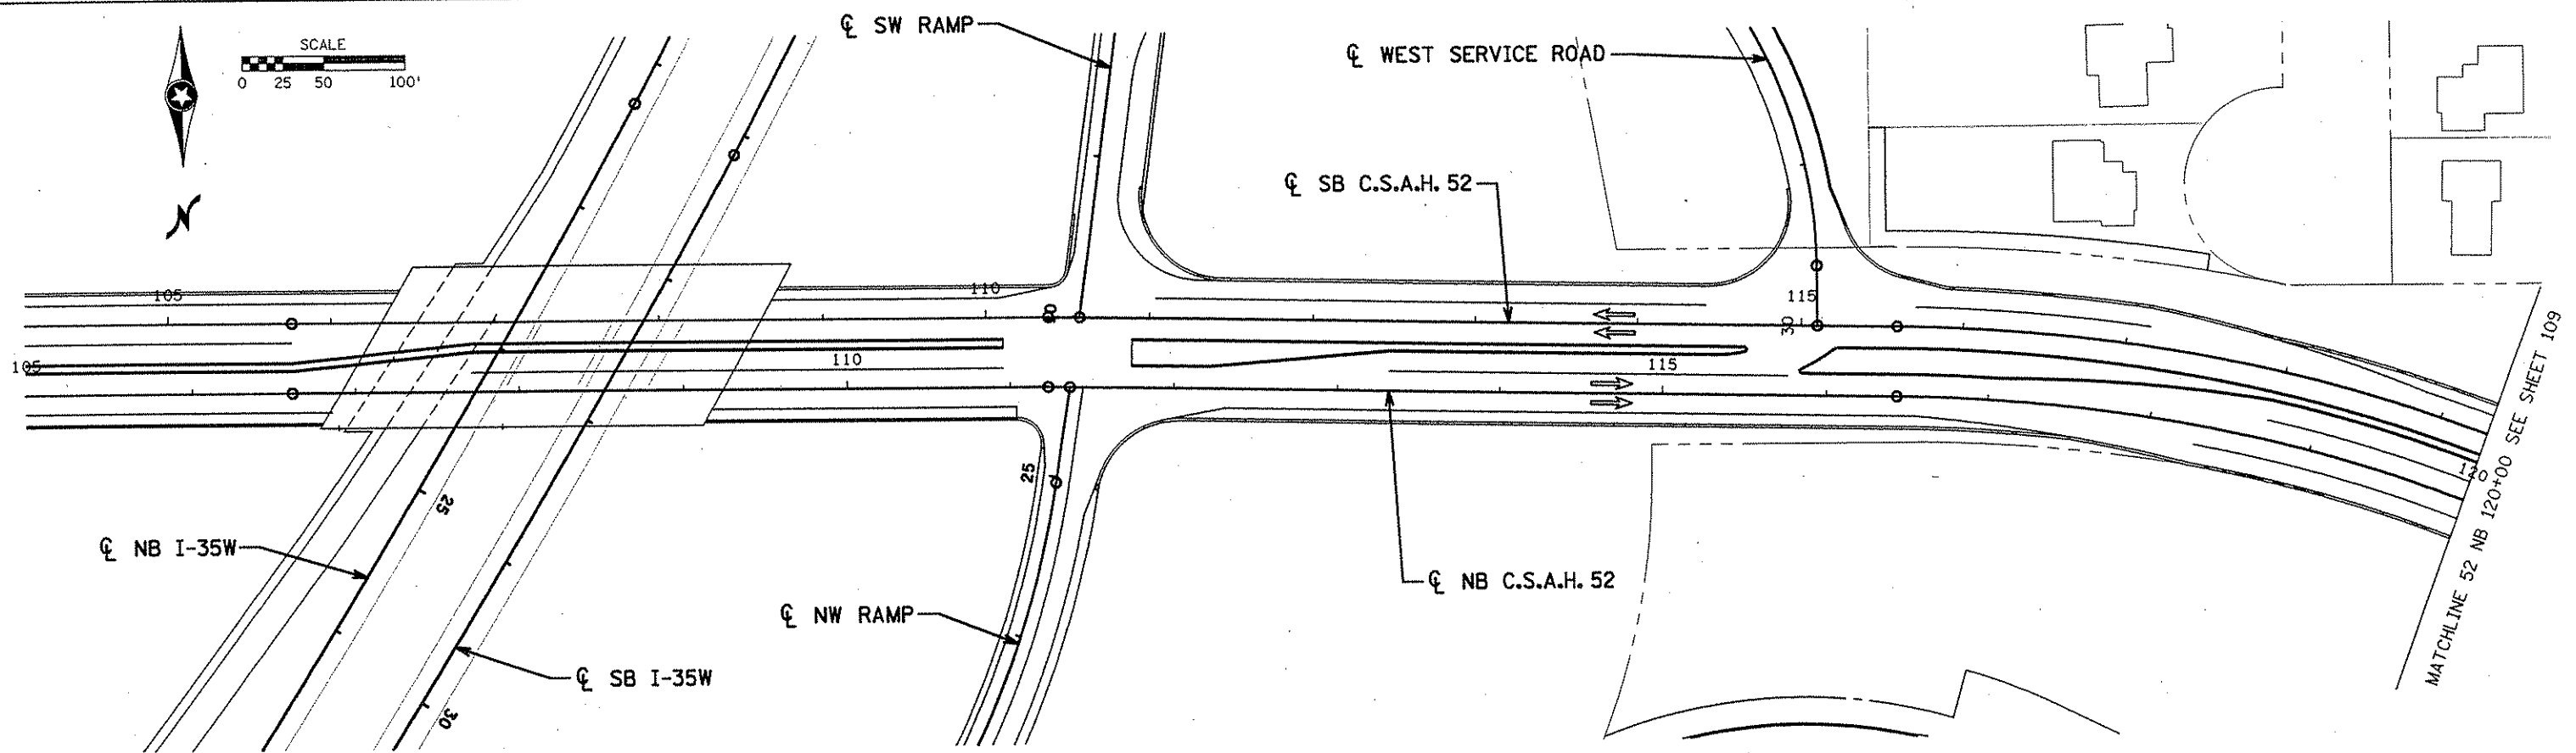 ℄ SW RAMP
SCALE
0 25 50 100'
℄ WEST SERVICE ROAD
N
℄ SB C.S.A.H. 52
105
110
115
30
105
110
115
25
25
120
MATCHLINE 52 NB 120+00 SEE SHEET 109
℄ NB I-35W
℄ NB C.S.A.H. 52
℄ NW RAMP
℄ SB I-35W
30